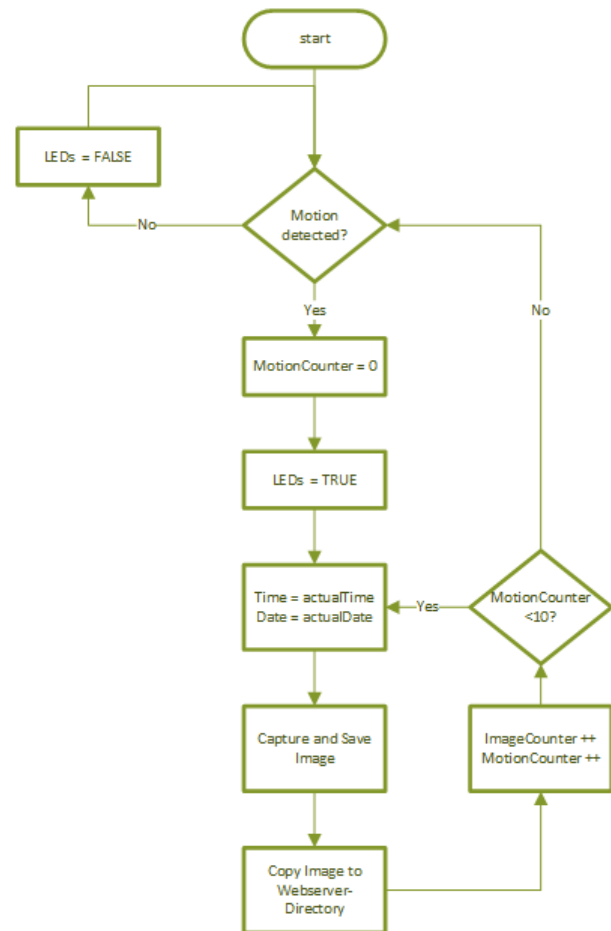 start
LEDs = FALSE
Motion
detected?
No
Yes
No
MotionCounter = 0
LEDs = TRUE
Time = actualTime
Date = actualDate
Yes
MotionCounter
<10?
Capture and Save
Image
ImageCounter ++
MotionCounter ++
Copy Image to
Webserver-
Directory